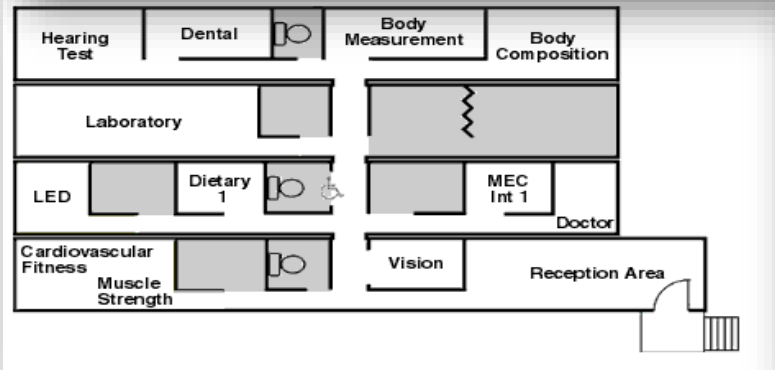 Hearing
Test
Dental
Body
Measurement
Body
Composition
Laboratory
LED
Dietary
1
MEC
Int 1
Doctor
Cardiovascular
Fitness
Muscle
Strength
Vision
Reception Area